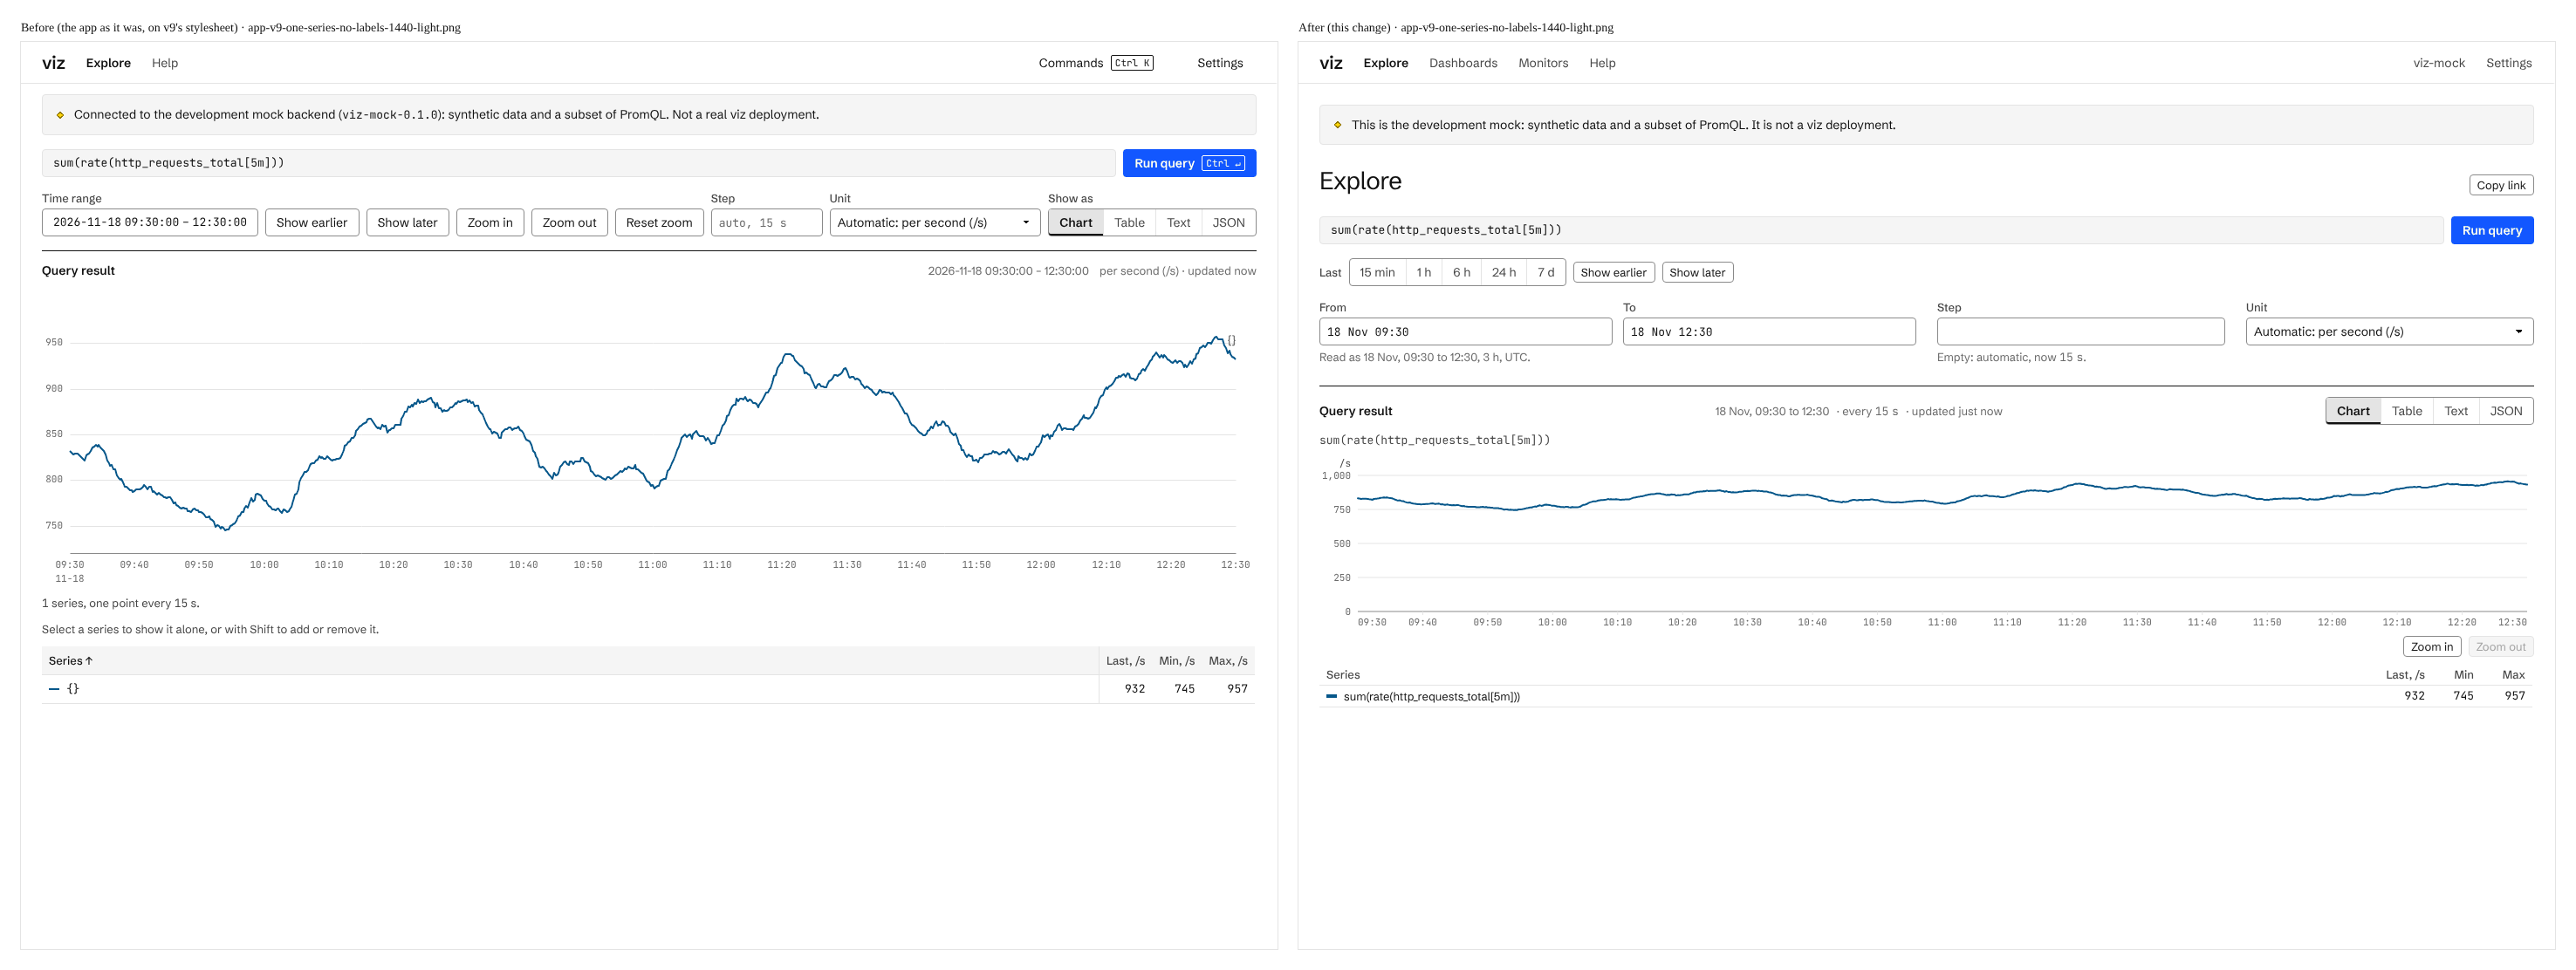 Before (the app as it was, on v9's stylesheet) · app-v9-one-series-no-labels-1440-light.png
viz Explore Help Commands Ctrl K Settings
Connected to the development mock backend (viz-mock-0.1.0): synthetic data and a subset of PromQL. Not a real viz deployment.
sum(rate(http_requests_total[5m])) Run query Ctrl ↵
Time range Step Unit Show as
2026-11-18 09:30:00 – 12:30:00 Show earlier Show later Zoom in Zoom out Reset zoom auto, 15 s Automatic: per second (/s) Chart Table Text JSON
Query result 2026-11-18 09:30:00 – 12:30:00 per second (/s) · updated now
{}
950
900
850
800
750
09:30 09:40 09:50 10:00 10:10 10:20 10:30 10:40 10:50 11:00 11:10 11:20 11:30 11:40 11:50 12:00 12:10 12:20 12:30
11-18
1 series, one point every 15 s.
Select a series to show it alone, or with Shift to add or remove it.
Series ↑ Last, /s Min, /s Max, /s
{} 932 745 957
After (this change) · app-v9-one-series-no-labels-1440-light.png
viz Explore Dashboards Monitors Help viz-mock Settings
This is the development mock: synthetic data and a subset of PromQL. It is not a viz deployment.
Explore Copy link
sum(rate(http_requests_total[5m])) Run query
Last 15 min 1 h 6 h 24 h 7 d Show earlier Show later
From To Step Unit
18 Nov 09:30 18 Nov 12:30 Automatic: per second (/s)
Read as 18 Nov, 09:30 to 12:30, 3 h, UTC. Empty: automatic, now 15 s.
Query result 18 Nov, 09:30 to 12:30 · every 15 s · updated just now Chart Table Text JSON
sum(rate(http_requests_total[5m]))
/s
1,000
750
500
250
0
09:30 09:40 09:50 10:00 10:10 10:20 10:30 10:40 10:50 11:00 11:10 11:20 11:30 11:40 11:50 12:00 12:10 12:20 12:30
Zoom in Zoom out
Series Last, /s Min Max
sum(rate(http_requests_total[5m])) 932 745 957